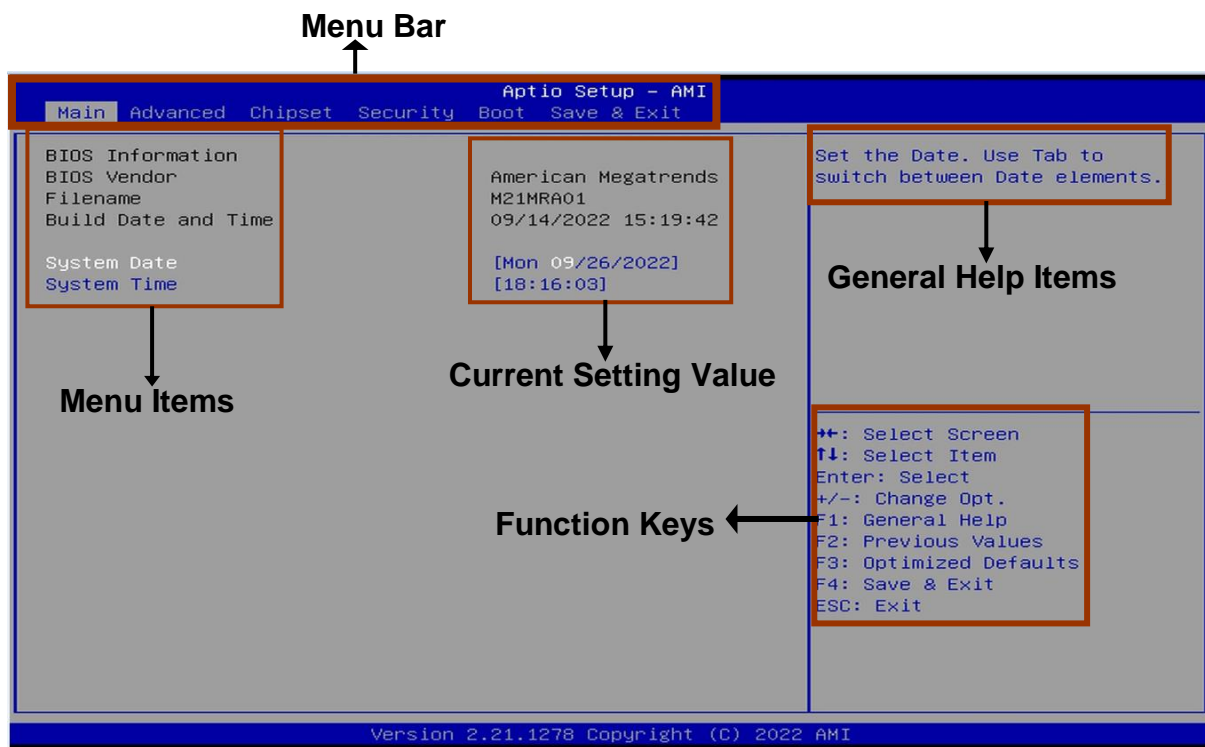 Menu Bar
Aptio Setup – AMI
Main Advanced Chipset Security Boot Save & Exit
BIOS Information
BIOS Vendor American Megatrends
Filename M21MRA01
Build Date and Time 09/14/2022 15:19:42
System Date [Mon 09/26/2022]
System Time [18:16:03]
Set the Date. Use Tab to
switch between Date elements.
General Help Items
Current Setting Value
Menu Items
→←: Select Screen
↑↓: Select Item
Enter: Select
+/-: Change Opt.
F1: General Help
F2: Previous Values
F3: Optimized Defaults
F4: Save & Exit
ESC: Exit
Function Keys
Version 2.21.1278 Copyright (C) 2022 AMI